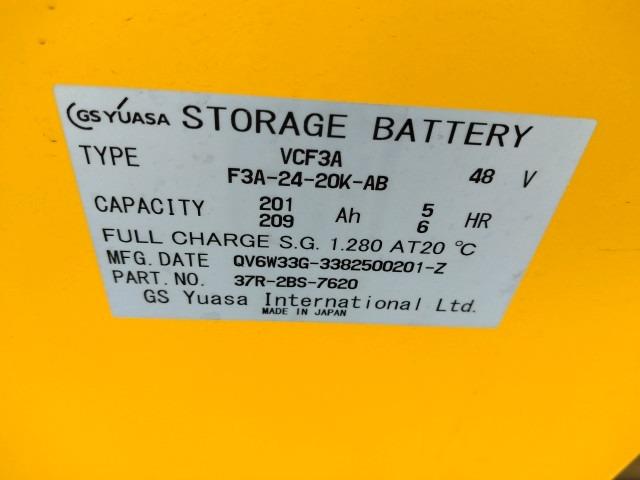 GS YUASA STORAGE BATTERY
TYPE VCF3A 48 V
F3A-24-20K-AB
CAPACITY 201 Ah 5 HR
209 6
FULL CHARGE S.G. 1.280 AT20 ℃
MFG. DATE QV6W33G-3382500201-Z
PART. NO. 37R-2BS-7620
GS Yuasa International Ltd.
MADE IN JAPAN